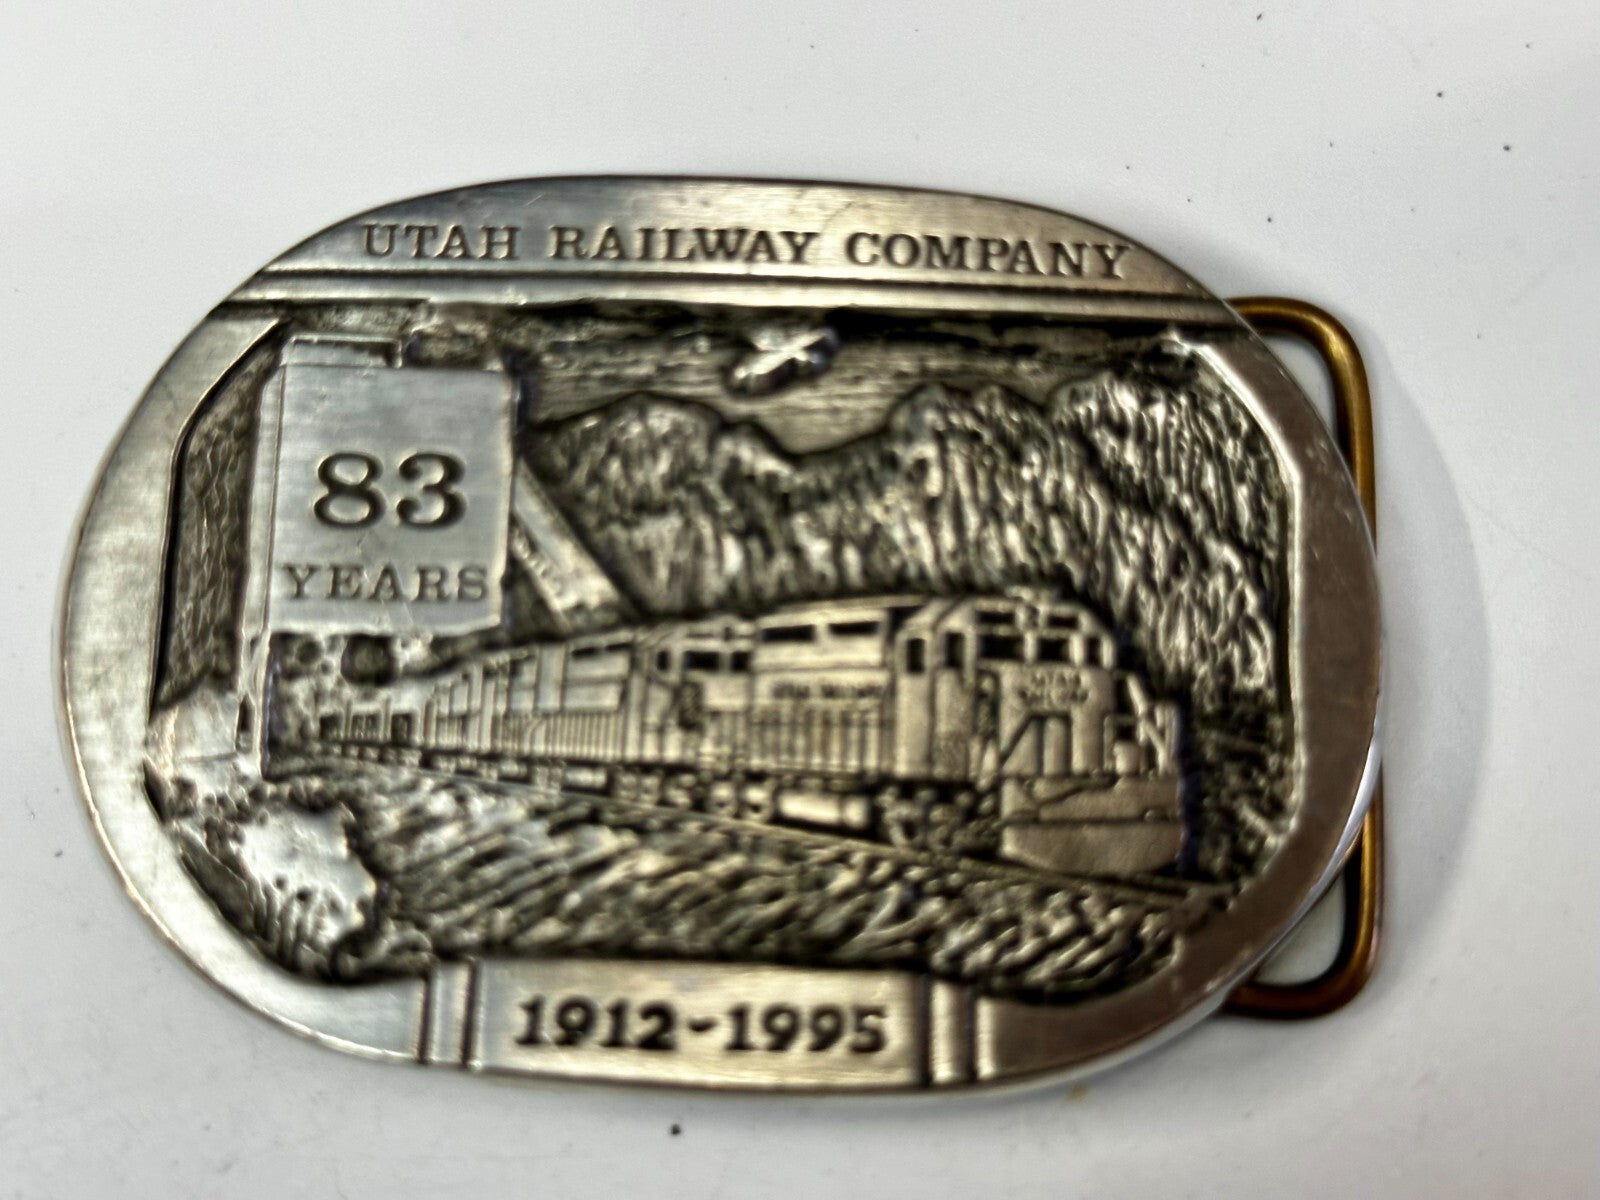 UTAH RAILWAY COMPANY
83
YEARS
1912-1995